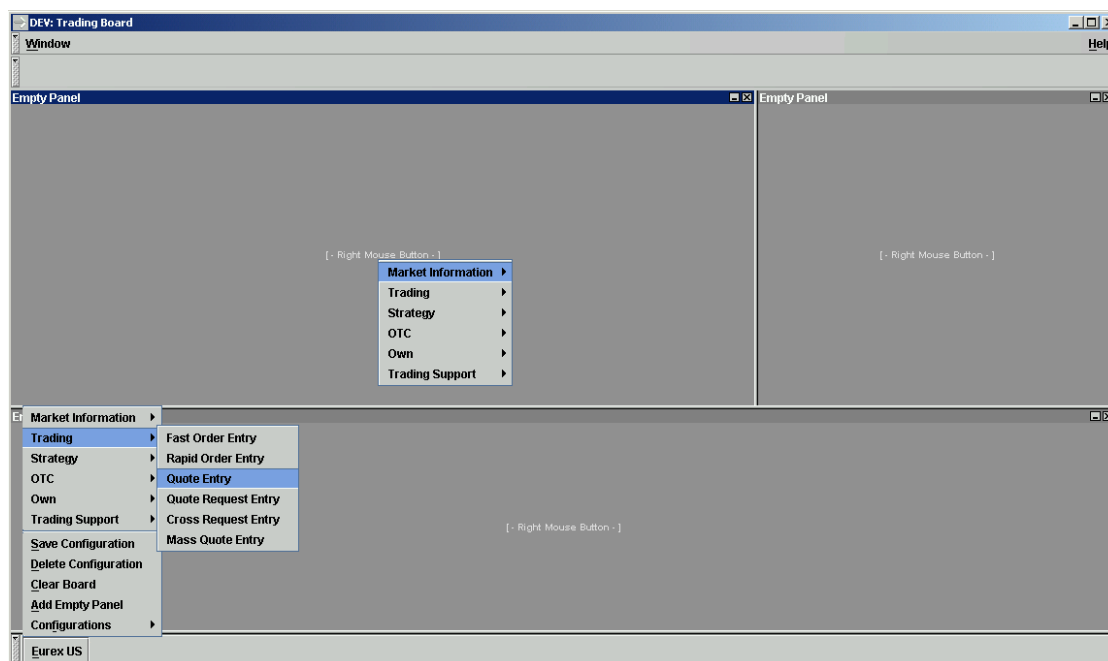 DEV: Trading Board
Window
Help
Empty Panel
Empty Panel
[ - Right Mouse Button - ]
[ - Right Mouse Button - ]
Market Information
Trading
Strategy
OTC
Own
Trading Support
Market Information
Trading
Strategy
OTC
Own
Trading Support
Save Configuration
Delete Configuration
Clear Board
Add Empty Panel
Configurations
Fast Order Entry
Rapid Order Entry
Quote Entry
Quote Request Entry
Cross Request Entry
Mass Quote Entry
[ - Right Mouse Button - ]
Eurex US